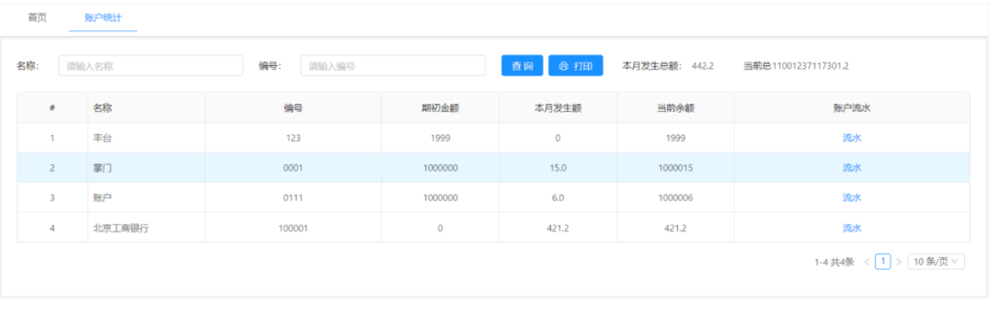 首页 账户统计
名称: 请输入名称 编号: 请输入编号 查询 打印 本月发生总额: 442.2 当前总11001237117301.2
# 名称 编号 期初金额 本月发生额 当前余额 账户流水
1 丰台 123 1999 0 1999 流水
2 掌门 0001 1000000 15.0 1000015 流水
3 账户 0111 1000000 6.0 1000006 流水
4 北京工商银行 100001 0 421.2 421.2 流水
1-4 共4条 < 1 > 10 条/页